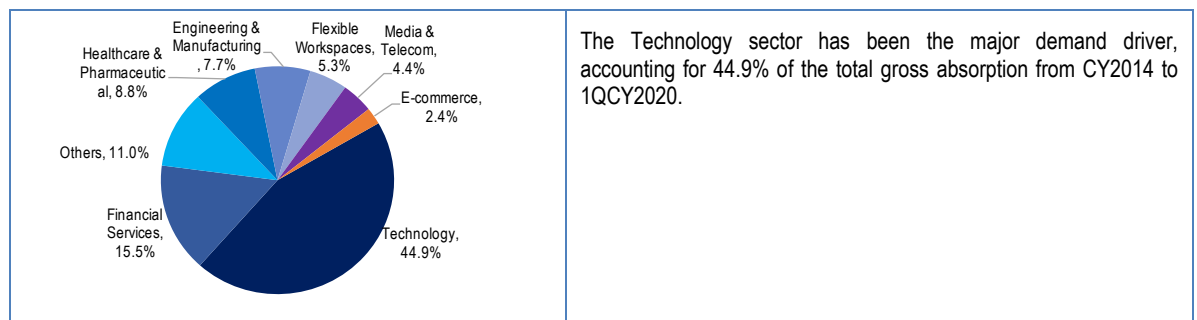 Engineering &
Manufacturing
, 7.7%
Flexible
Workspaces,
5.3%
Media &
Telecom,
4.4%
E-commerce,
2.4%
Healthcare &
Pharmaceutic
al, 8.8%
Others, 11.0%
Financial
Services,
15.5%
Technology,
44.9%
The Technology sector has been the major demand driver,
accounting for 44.9% of the total gross absorption from CY2014 to
1QCY2020.